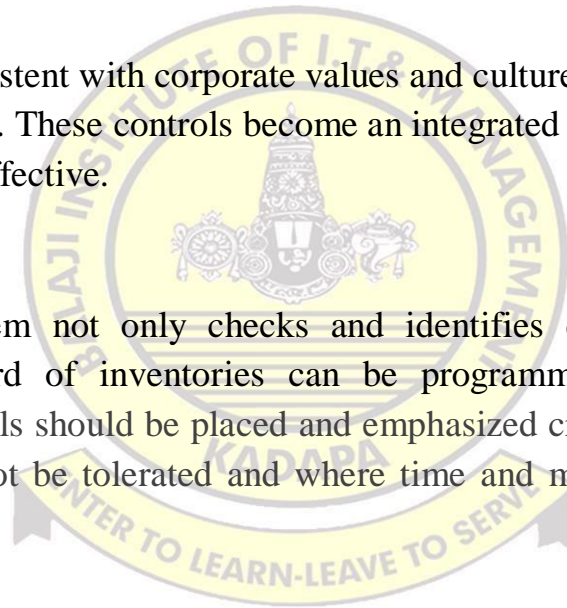 BALAJI INSTITUTE OF I.T & MANAGEMENT
stent with corporate values and culture
. These controls become an integrated
ffective.
em not only checks and identifies
rd of inventories can be programm
ls should be placed and emphasized c
ot be tolerated and where time and m
KADAPA
ENTER TO LEARN-LEAVE TO SERVE